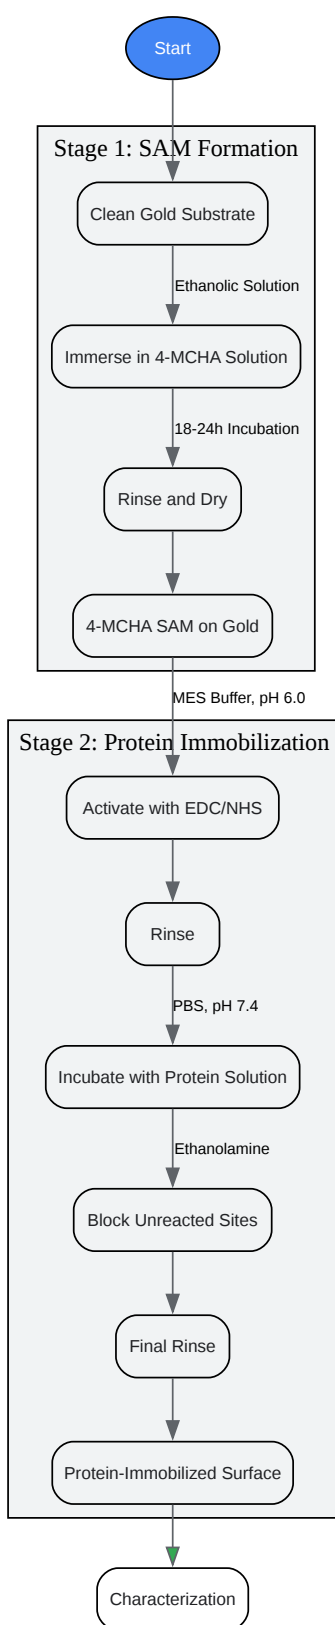 Start
Stage 1: SAM Formation
Clean Gold Substrate
Ethanolic Solution
Immerse in 4-MCHA Solution
18-24h Incubation
Rinse and Dry
4-MCHA SAM on Gold
MES Buffer, pH 6.0
Stage 2: Protein Immobilization
Activate with EDC/NHS
Rinse
PBS, pH 7.4
Incubate with Protein Solution
Ethanolamine
Block Unreacted Sites
Final Rinse
Protein-Immobilized Surface
Characterization